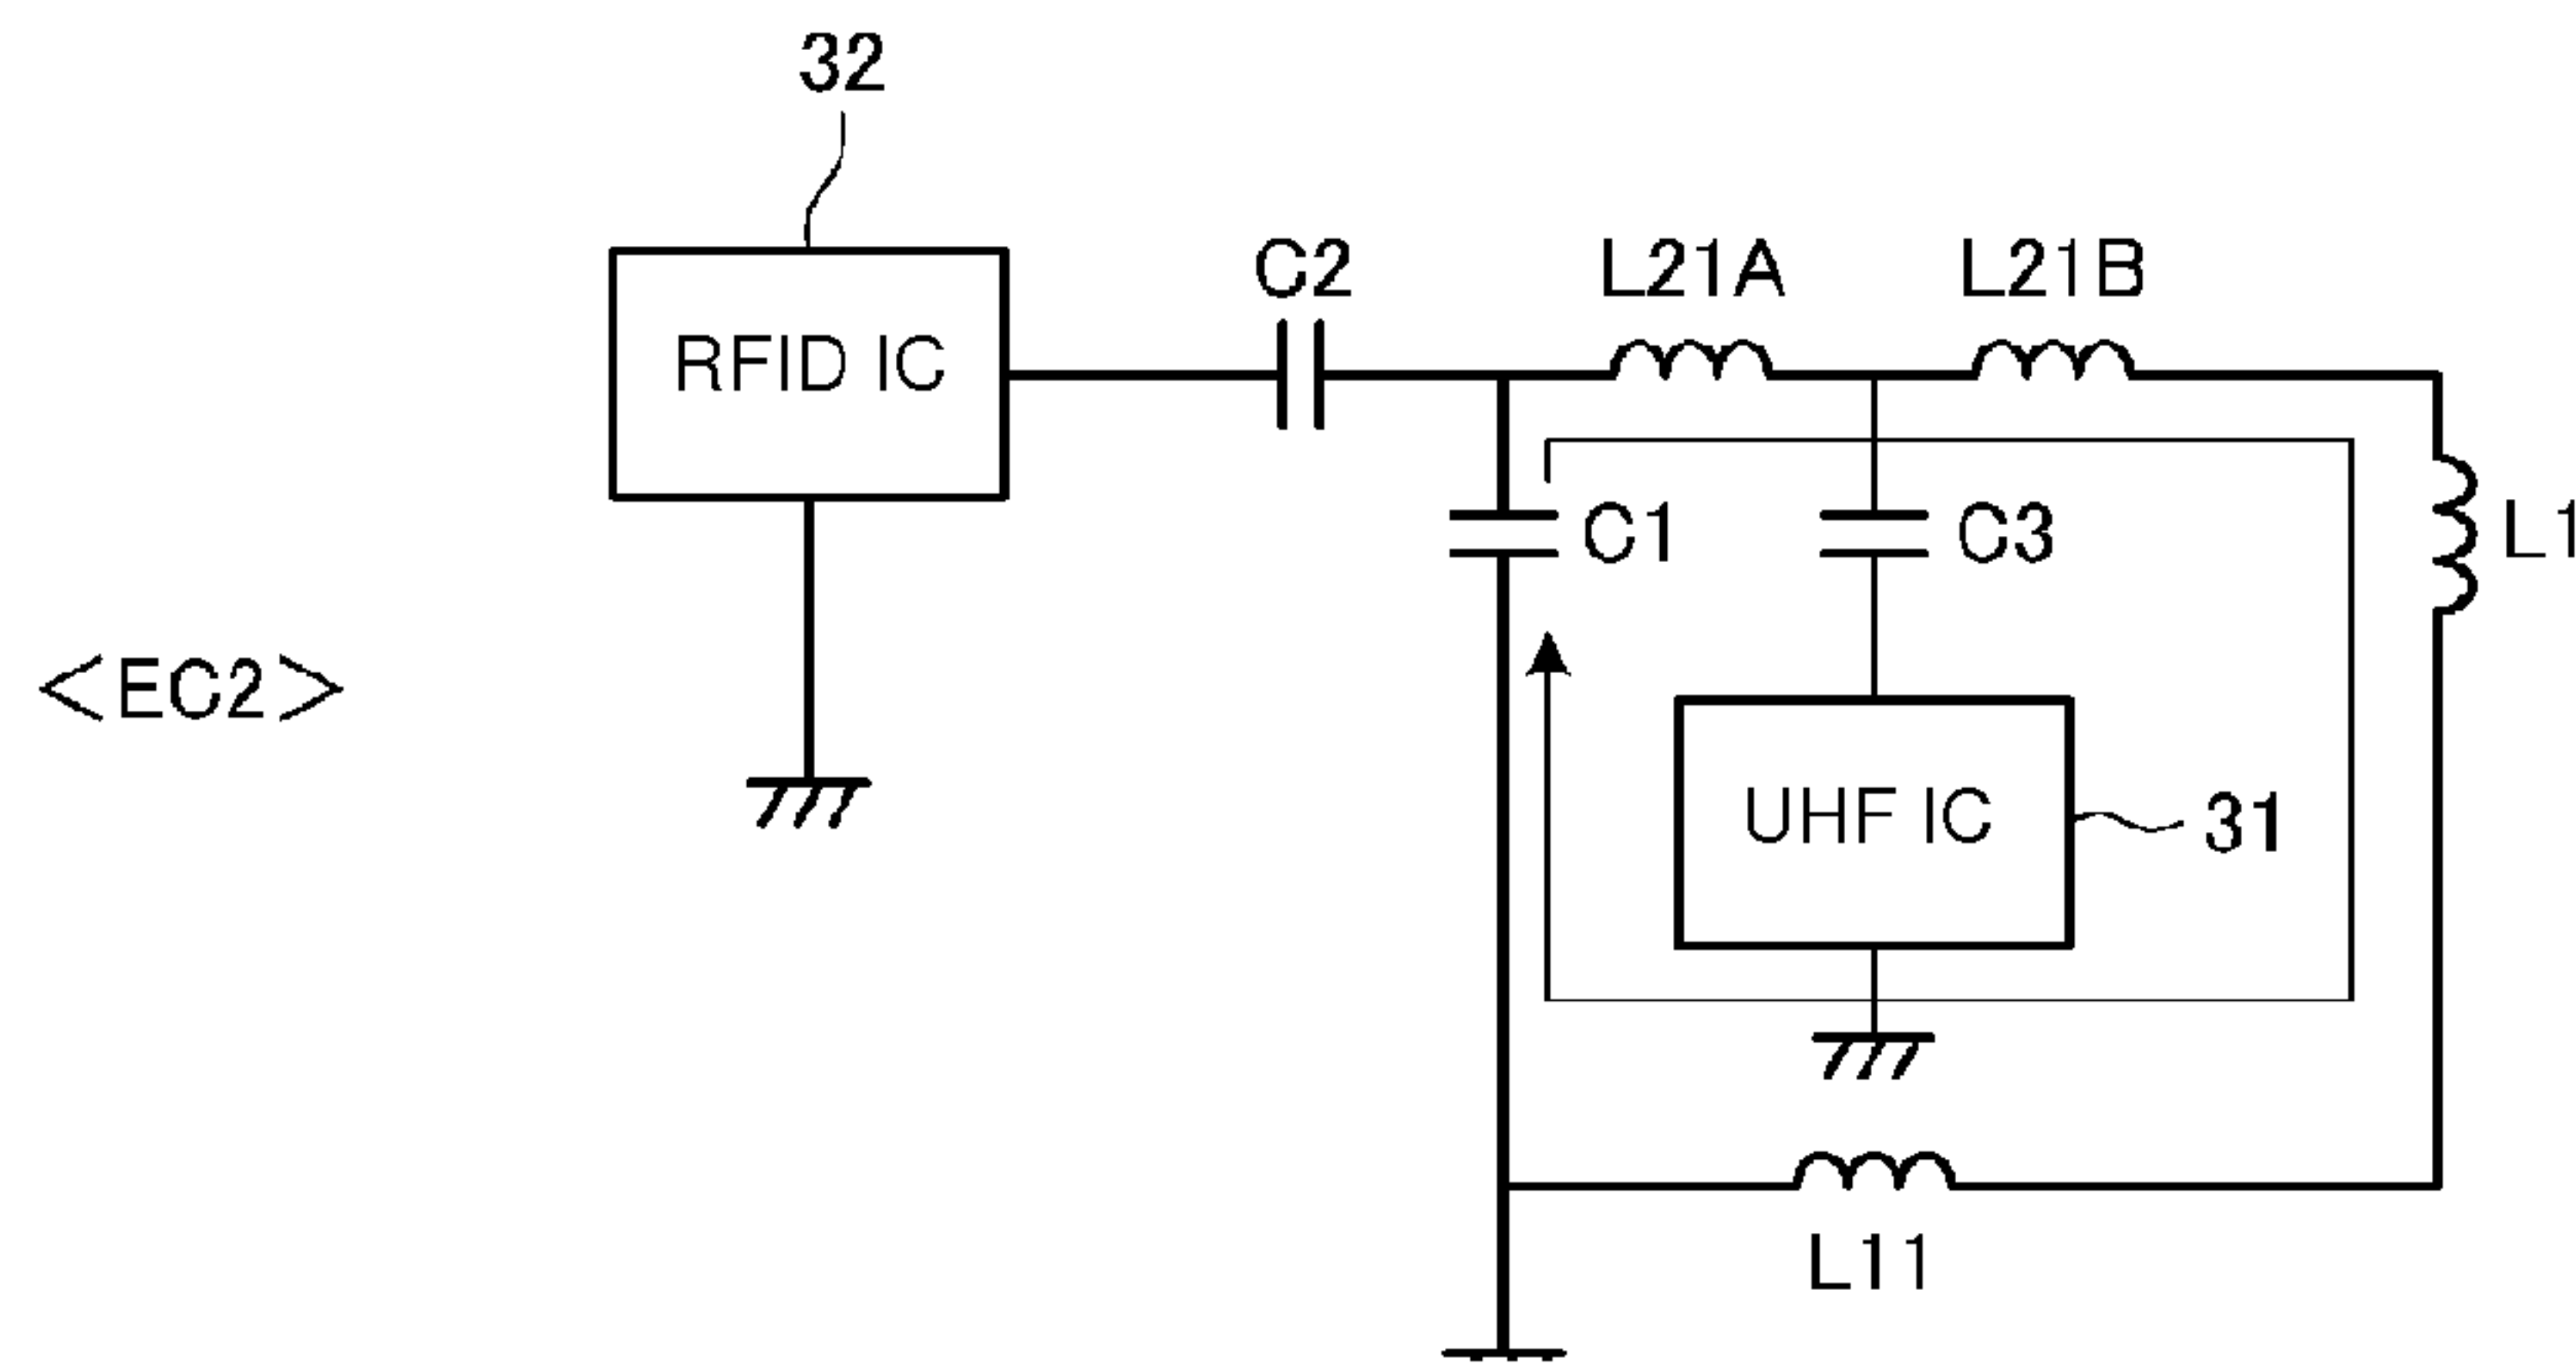 32
C2 L21A L21B
RFID IC
C1 C3 L1
<EC2>
UHF IC 31
L11